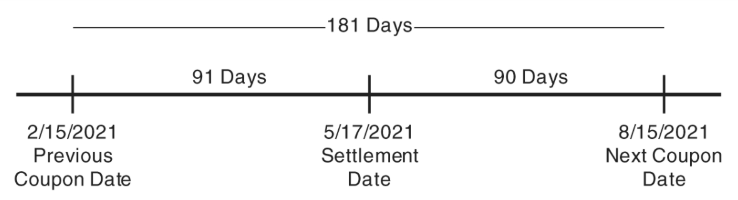 181 Days
91 Days
90 Days
2/15/2021
Previous
Coupon Date
5/17/2021
Settlement
Date
8/15/2021
Next Coupon
Date